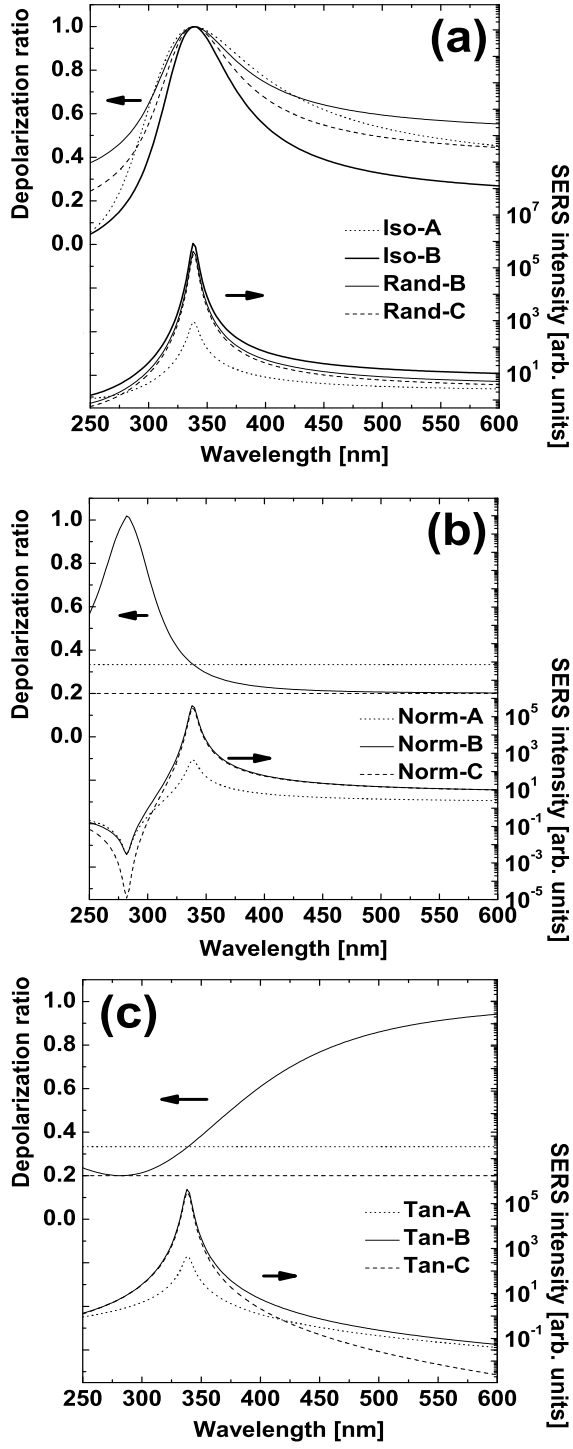 (a)
Depolarization ratio
1.0
0.8
0.6
0.4
0.2
0.0
SERS intensity [arb. units]
10^7
10^5
10^3
10^1
Iso-A
Iso-B
Rand-B
Rand-C
250 300 350 400 450 500 550 600
Wavelength [nm]
(b)
Depolarization ratio
1.0
0.8
0.6
0.4
0.2
0.0
SERS intensity [arb. units]
10^5
10^3
10^1
10^-1
10^-3
10^-5
Norm-A
Norm-B
Norm-C
250 300 350 400 450 500 550 600
Wavelength [nm]
(c)
Depolarization ratio
1.0
0.8
0.6
0.4
0.2
0.0
SERS intensity [arb. units]
10^5
10^3
10^1
10^-1
Tan-A
Tan-B
Tan-C
250 300 350 400 450 500 550 600
Wavelength [nm]